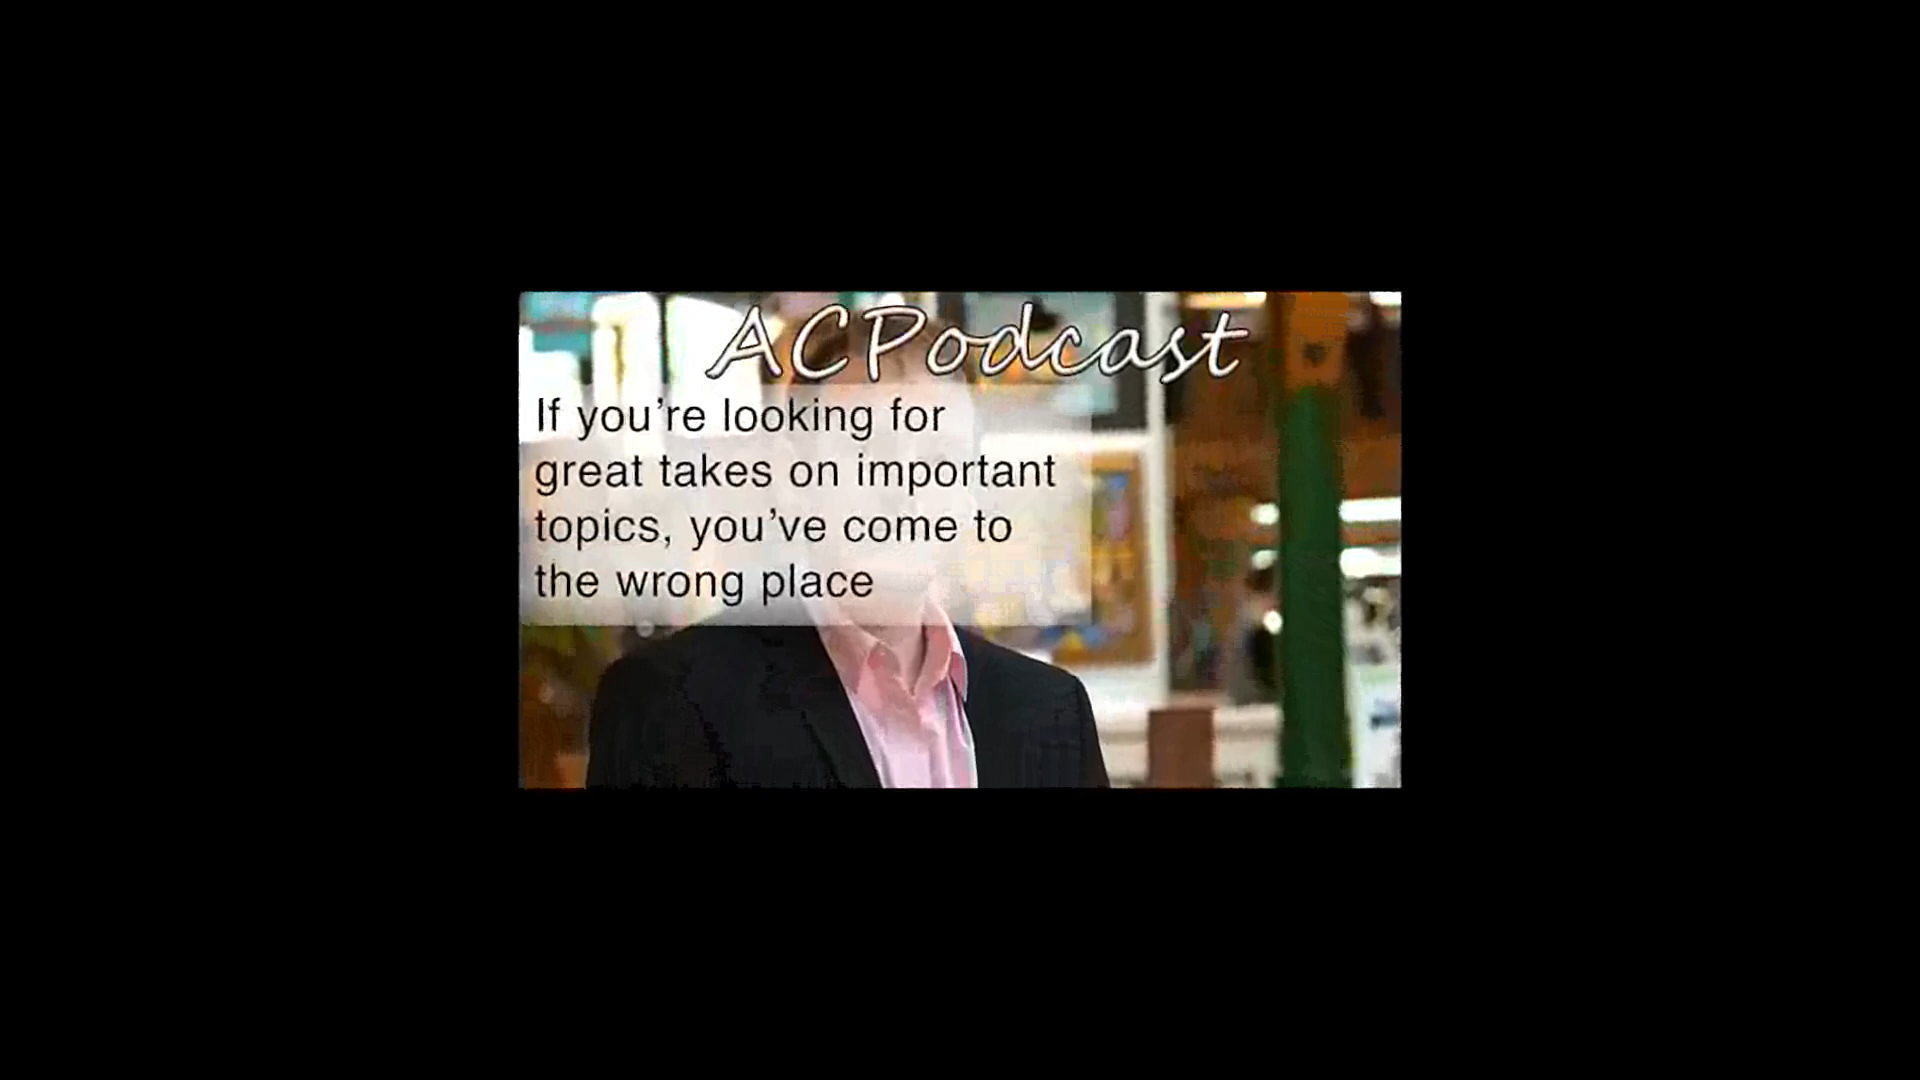 ACPodcast
If you’re looking for
great takes on important
topics, you’ve come to
the wrong place